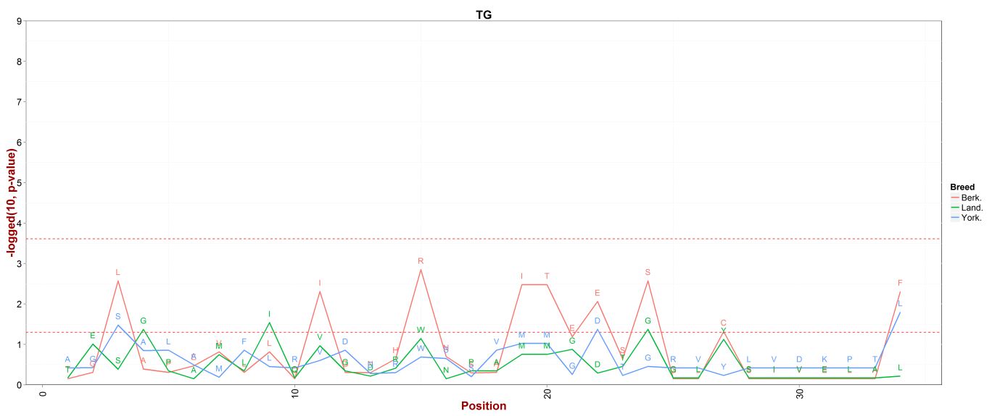 TG
9
8
7
6
5
4
3
2
1
0
-logged(10, p-value)
L
R
I
I
T
E
E
S
S
C
F
A
L
V
L
H
A
G
S
A
L
M
F
L
R
V
D
W
V
M
M
G
D
G
R
V
Y
L
V
D
K
P
T
L
T
E
S
G
A
M
L
I
V
W
N
M
M
G
D
G
Y
G
L
S
I
V
E
L
A
L
0
10
20
30
Position
Breed
Berk.
Land.
York.